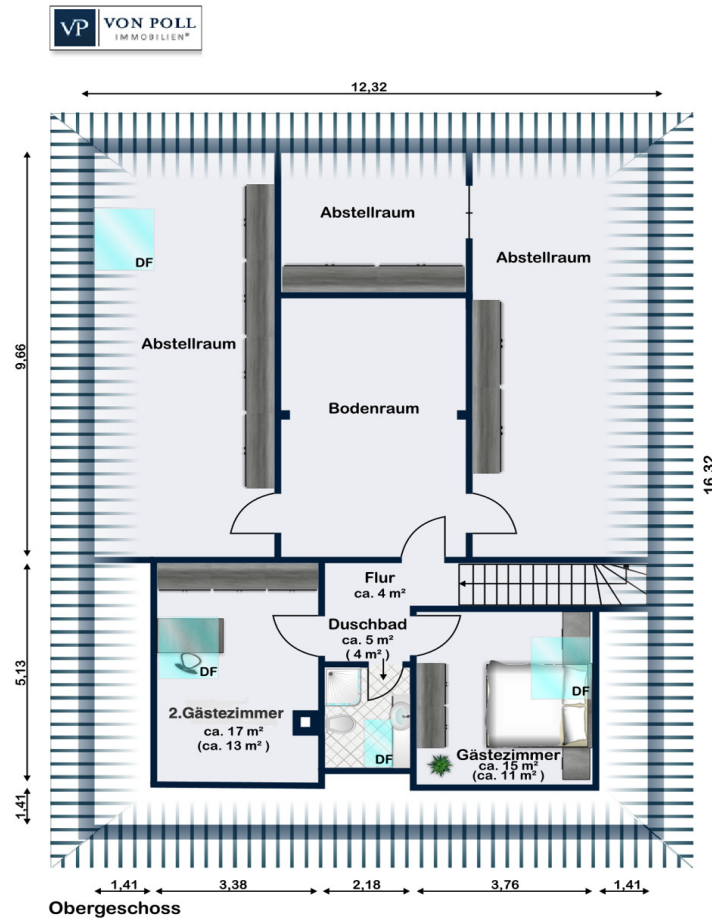 VP VON POLL
IMMOBILIEN®
12,32
Abstellraum
Abstellraum
DF
Abstellraum
9,66
Bodenraum
16,32
Flur
ca. 4 m²
Duschbad
ca. 5 m²
( 4 m² )
5,13
DF
DF
2.Gästezimmer
ca. 17 m²
(ca. 13 m² )
DF
Gästezimmer
ca. 15 m²
(ca. 11 m² )
1,41
1,41
3,38
2,18
3,76
1,41
Obergeschoss